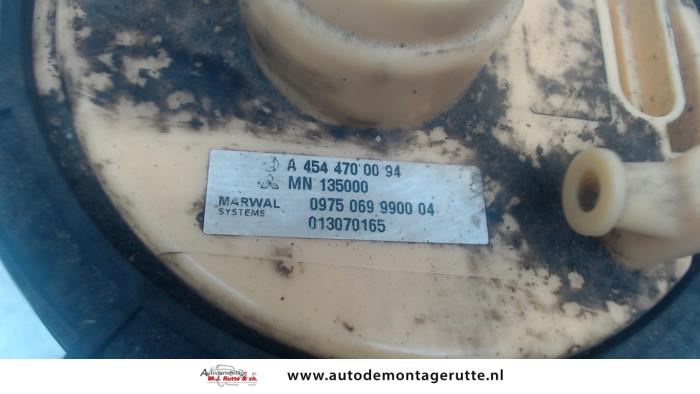 A 454 470 00 94
MN 135000
MARWAL 0975 069 9900 04
SYSTEMS 013070165
Autodemontage
M.J. Rutte & zn.
www.autodemontagerutte.nl